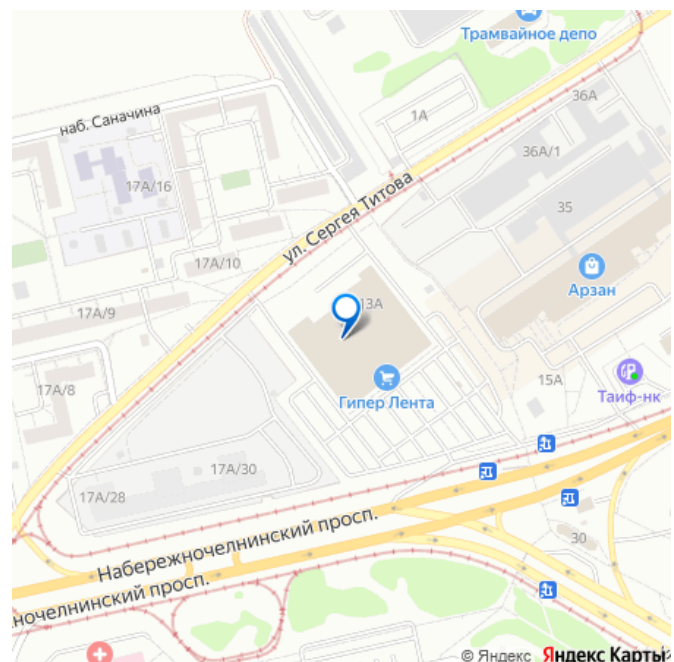 Трамвайное депо
36А
1А
наб. Саначина
36А/1
17А/16
ул. Сергея Титова
35
17А/10
Арзан
13А
17А/9
15А
Таиф-нк
Гипер Лента
17А/8
17А/30
17А/28
Набережночелнинский просп.
30
ночелнинский просп.
© Яндекс Яндекс Карты